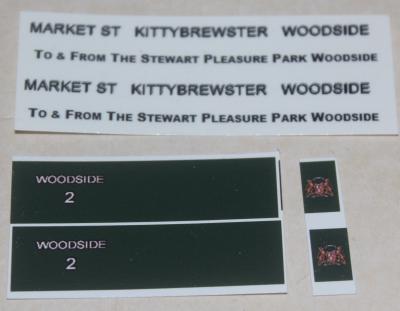 MARKET ST KITTYBREWSTER WOODSIDE
TO & FROM THE STEWART PLEASURE PARK WOODSIDE
MARKET ST KITTYBREWSTER WOODSIDE
TO & FROM THE STEWART PLEASURE PARK WOODSIDE
WOODSIDE
2
WOODSIDE
2